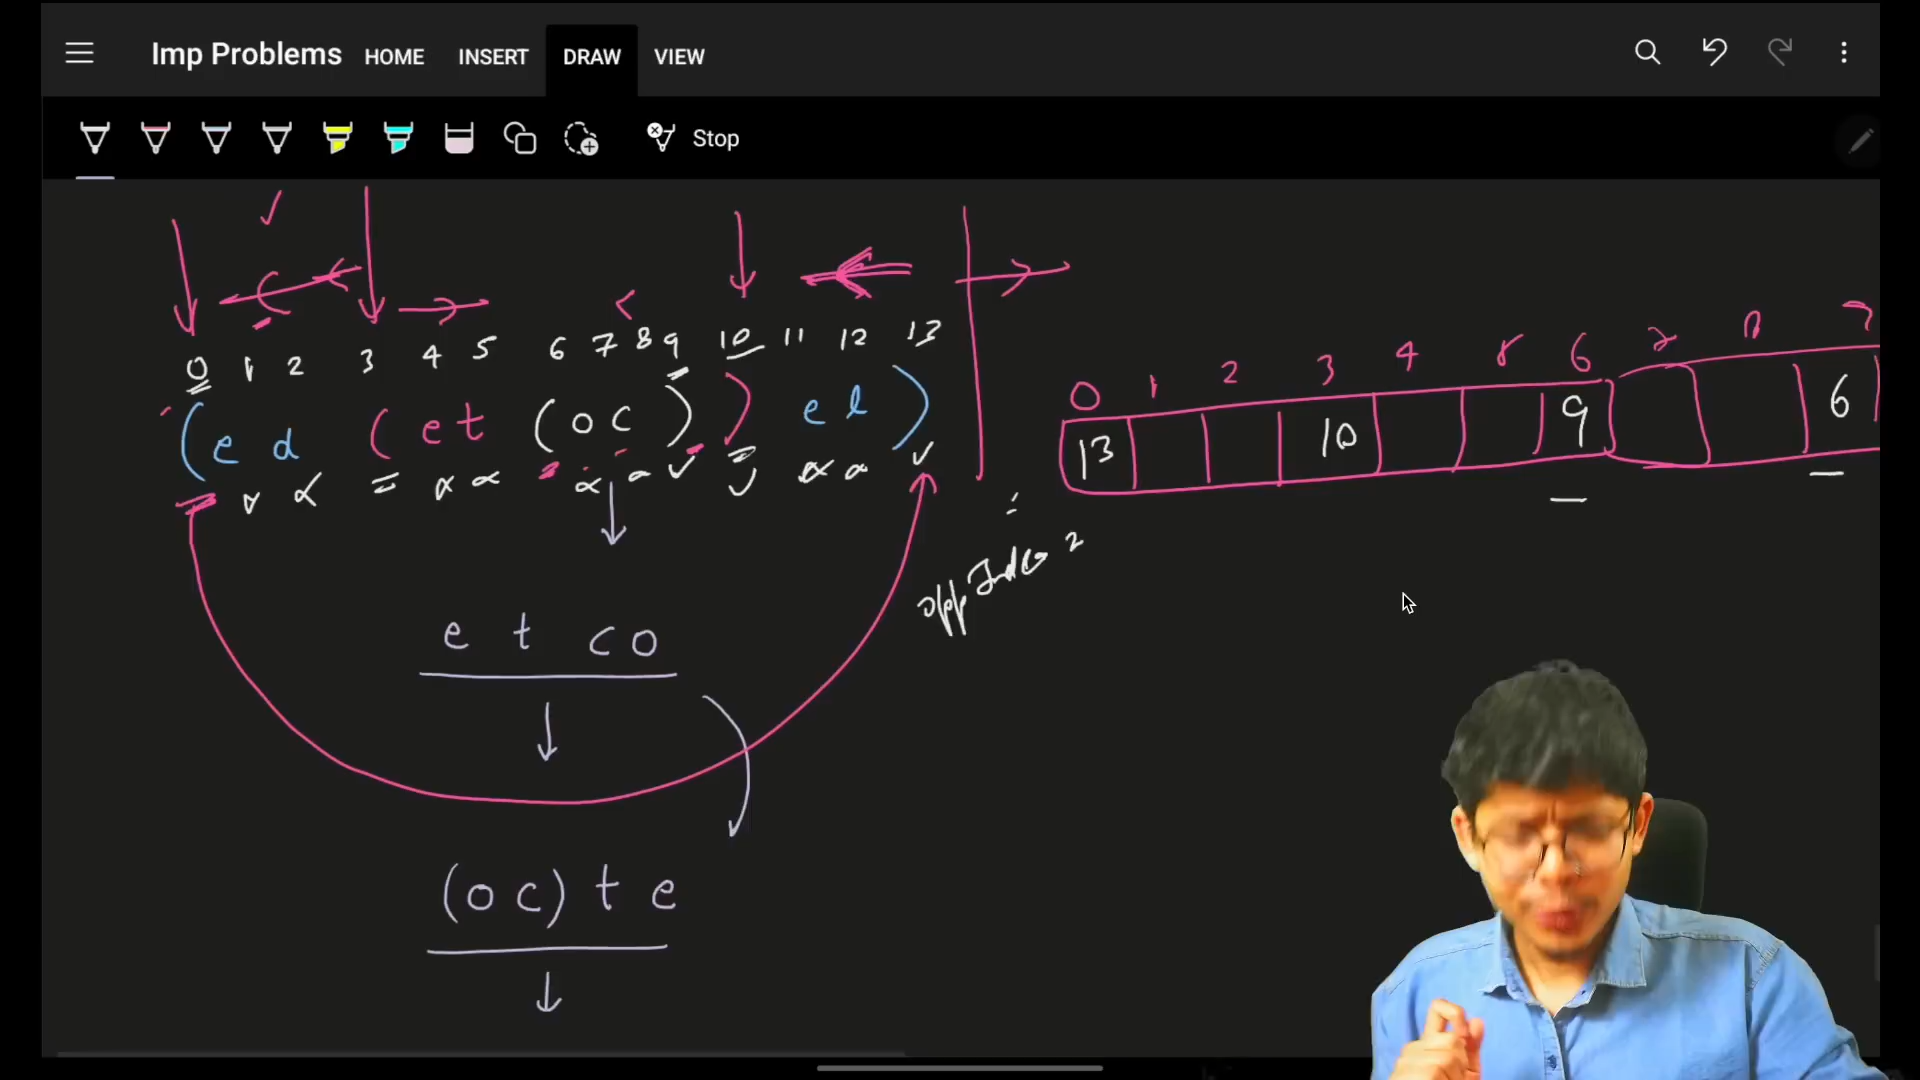 Imp Problems HOME INSERT DRAW VIEW
Stop
0 1 2 3 4 5 6 7 8 9 10 11 12 13
( e d ( e t ( o c ) ) e l )
0 1 2 3 4 8 6
13 10 9 6
e t c o
( o c ) t e